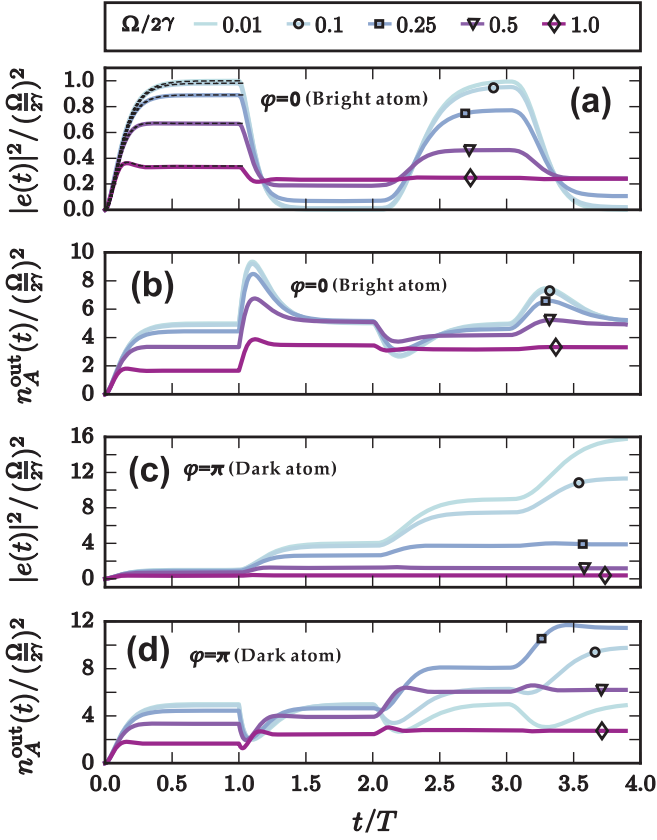 Ω/2γ 0.01 0.1 0.25 0.5 1.0
|e(t)|²/(Ω/2γ)²
1.0
0.8
0.6
0.4
0.2
0.0
φ=0 (Bright atom)
(a)
n_A^out(t)/(Ω/2γ)²
10
8
6
4
2
0
(b)
φ=0 (Bright atom)
|e(t)|²/(Ω/2γ)²
16
12
8
4
0
(c)
φ=π (Dark atom)
n_A^out(t)/(Ω/2γ)²
12
8
4
0
(d)
φ=π (Dark atom)
0.0 0.5 1.0 1.5 2.0 2.5 3.0 3.5 4.0
t/T